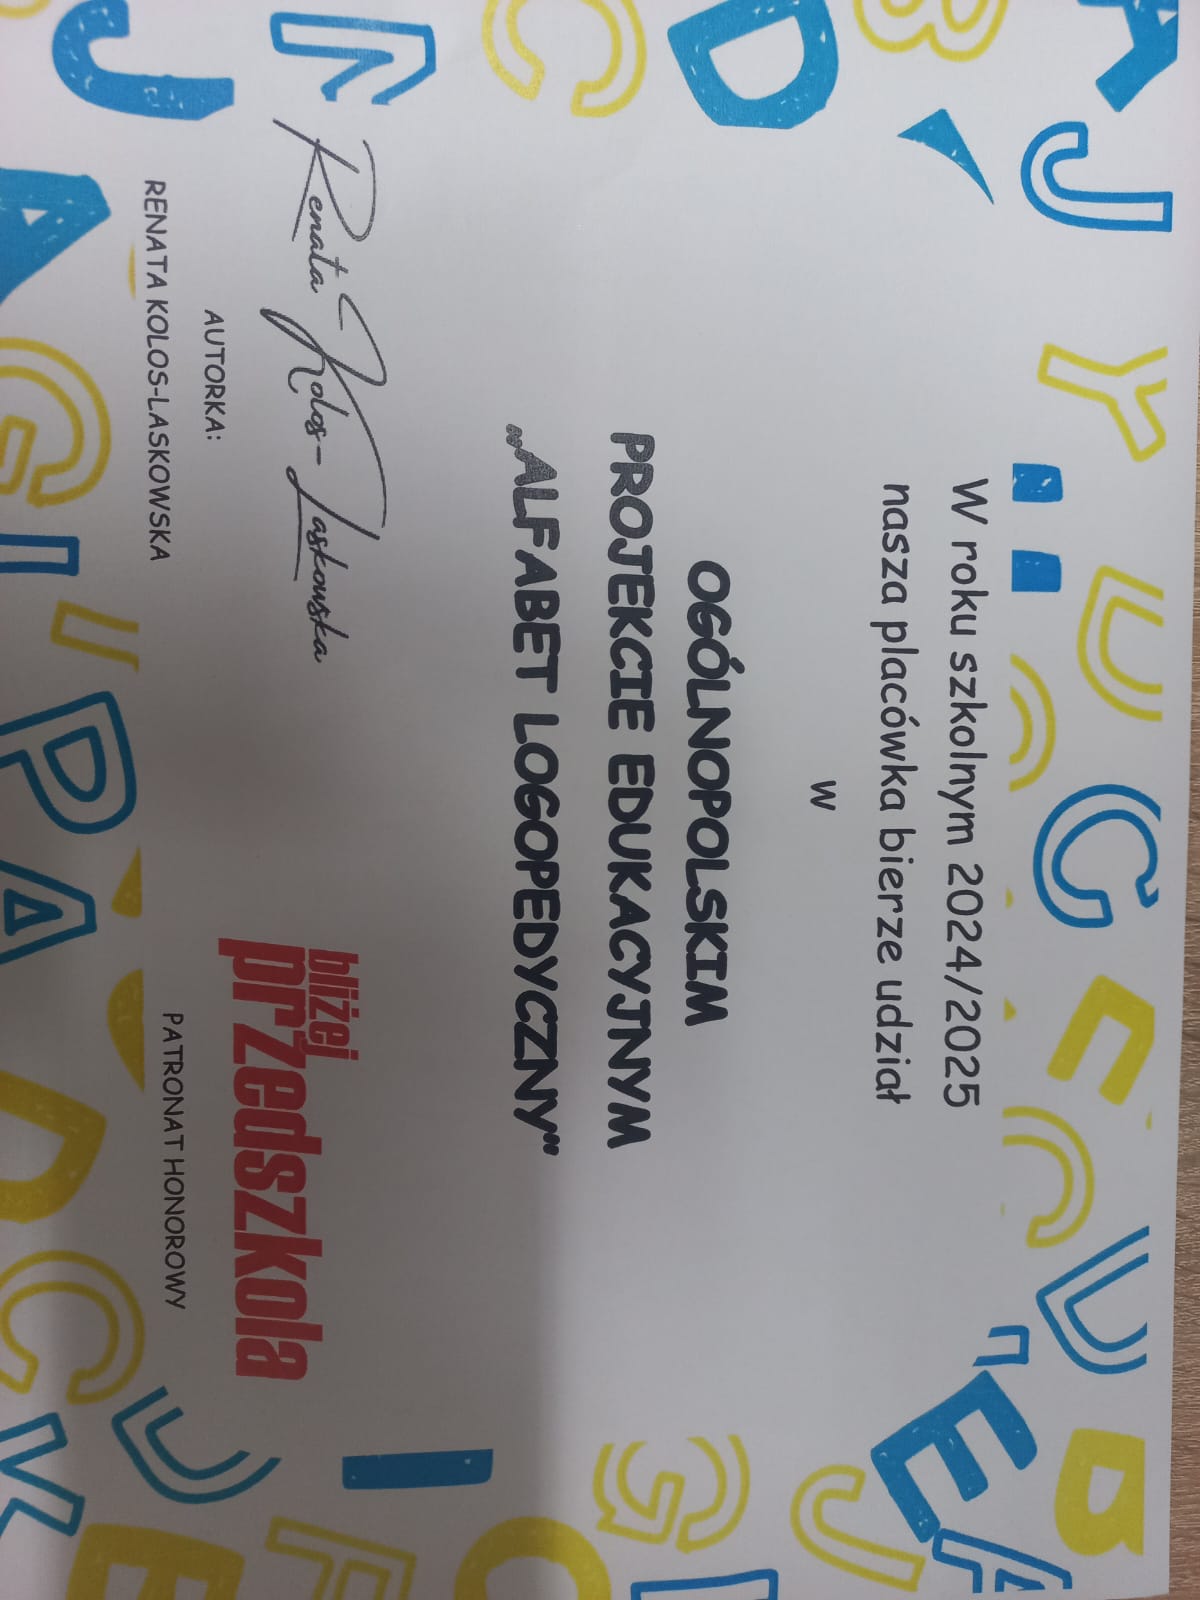 W roku szkolnym 2024/2025
nasza placówka bierze udział
w
OGÓLNOPOLSKIM
PROJEKCIE EDUKACYJNYM
„ALFABET LOGOPEDYCZNY”
Renata Kolos-Laskowska
AUTORKA:
RENATA KOLOS-LASKOWSKA
bliżej
przedszkola
PATRONAT HONOROWY